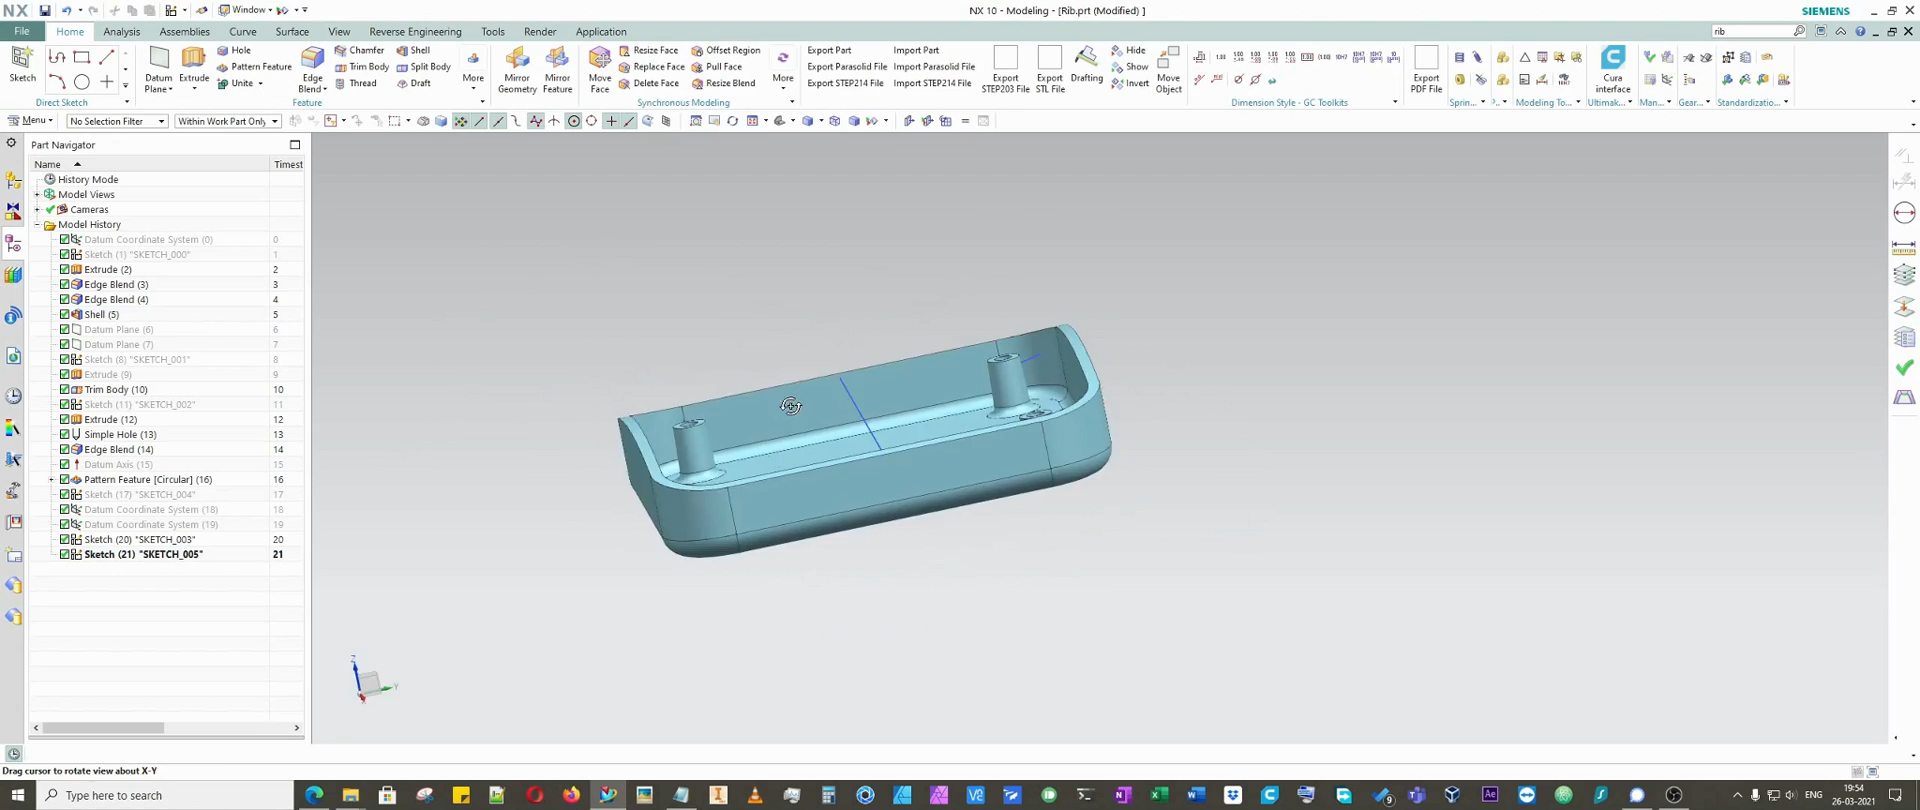 NX
Window
NX 10 - Modeling - [Rib.prt (Modified) ]
SIEMENS
File
Home
Analysis
Assemblies
Curve
Surface
View
Reverse Engineering
Tools
Render
Application
rib
Sketch
Direct Sketch
Datum Plane
Extrude
Hole
Pattern Feature
Unite
Edge Blend
Chamfer
Trim Body
Thread
Shell
Split Body
Draft
More
Feature
Mirror Geometry
Mirror Feature
Move Face
Resize Face
Replace Face
Delete Face
Offset Region
Pull Face
Resize Blend
More
Synchronous Modeling
Export Part
Export Parasolid File
Export STEP214 File
Import Part
Import Parasolid File
Import STEP214 File
Export STEP203 File
Export STL File
Drafting
Hide
Show
Invert
Move Object
Dimension Style - GC Toolkits
Export PDF File
Sprin...
Modeling To...
Cura interface
Ultimak...
Man...
Gear...
Standardizatio...
Menu
No Selection Filter
Within Work Part Only
Part Navigator
Name
Timest
History Mode
Model Views
Cameras
Model History
Datum Coordinate System (0) 0
Sketch (1) "SKETCH_000" 1
Extrude (2) 2
Edge Blend (3) 3
Edge Blend (4) 4
Shell (5) 5
Datum Plane (6) 6
Datum Plane (7) 7
Sketch (8) "SKETCH_001" 8
Extrude (9) 9
Trim Body (10) 10
Sketch (11) "SKETCH_002" 11
Extrude (12) 12
Simple Hole (13) 13
Edge Blend (14) 14
Datum Axis (15) 15
Pattern Feature [Circular] (16) 16
Sketch (17) "SKETCH_004" 17
Datum Coordinate System (18) 18
Datum Coordinate System (19) 19
Sketch (20) "SKETCH_003" 20
Sketch (21) "SKETCH_005" 21
Z
Y
Drag cursor to rotate view about X-Y
Type here to search
ENG
19:54
26-03-2021